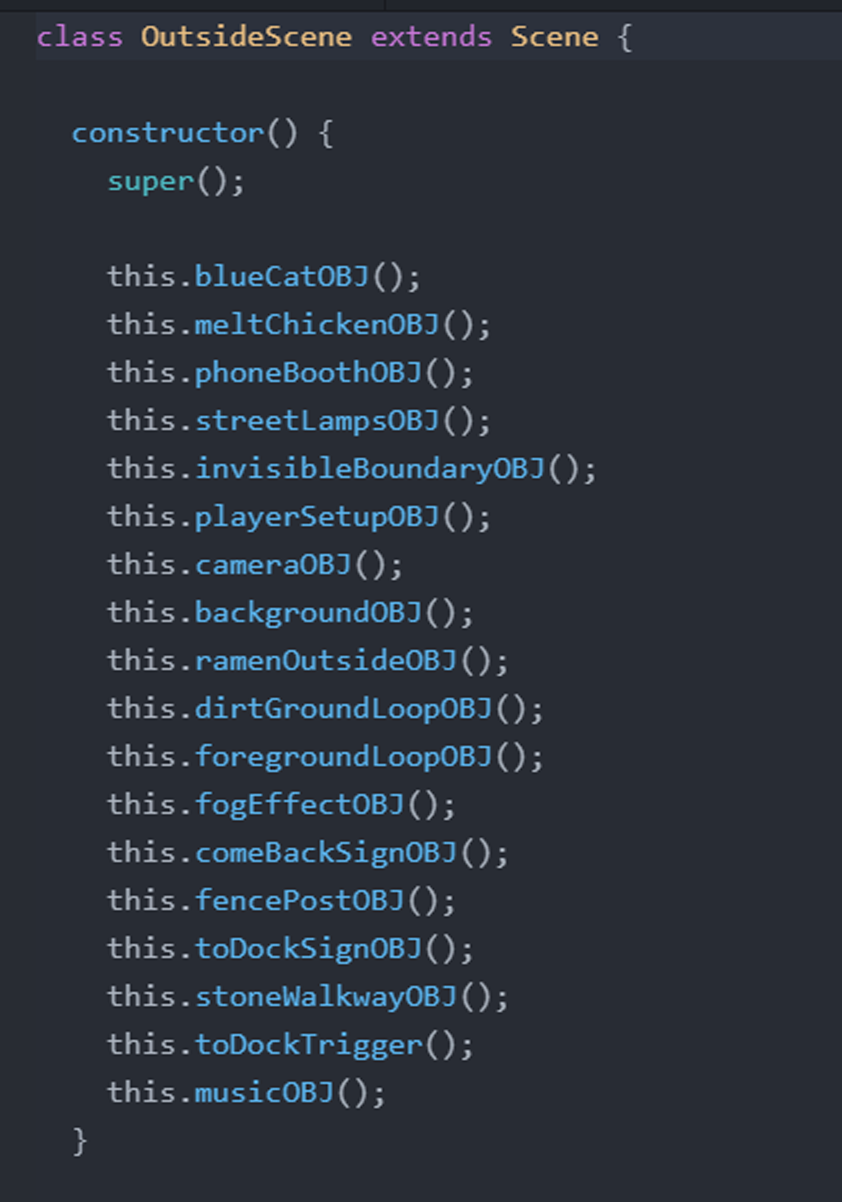 class OutsideScene extends Scene {
constructor() {
super();
this.blueCatOBJ();
this.meltChickenOBJ();
this.phoneBoothOBJ();
this.streetLampsOBJ();
this.invisibleBoundaryOBJ();
this.playerSetupOBJ();
this.cameraOBJ();
this.backgroundOBJ();
this.ramenOutsideOBJ();
this.dirtGroundLoopOBJ();
this.foregroundLoopOBJ();
this.fogEffectOBJ();
this.comeBackSignOBJ();
this.fencePostOBJ();
this.toDockSignOBJ();
this.stoneWalkwayOBJ();
this.toDockTrigger();
this.musicOBJ();
}